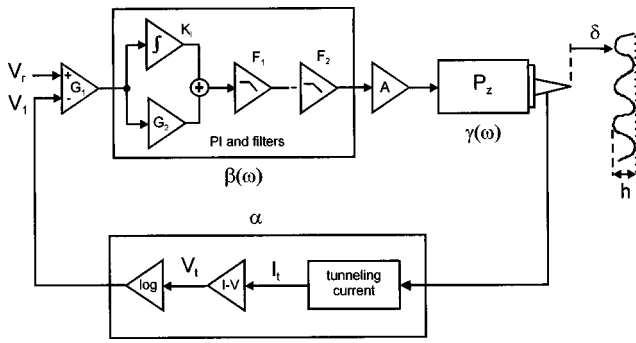 δ
K_i
F_1
F_2
V_r
+
G_1
-
V_1
∫
+
G_2
A
P_z
PI and filters
γ(ω)
β(ω)
h
α
V_t
I_t
log
I-V
tunneling
current